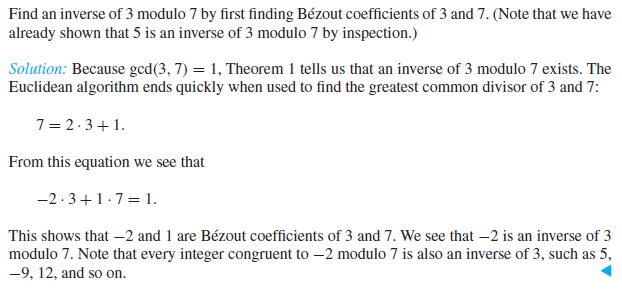 Find an inverse of 3 modulo 7 by first finding Bézout coefficients of 3 and 7. (Note that we have
already shown that 5 is an inverse of 3 modulo 7 by inspection.)
Solution: Because gcd(3, 7) = 1, Theorem 1 tells us that an inverse of 3 modulo 7 exists. The
Euclidean algorithm ends quickly when used to find the greatest common divisor of 3 and 7:
7 = 2 · 3 + 1.
From this equation we see that
−2 · 3 + 1 · 7 = 1.
This shows that −2 and 1 are Bézout coefficients of 3 and 7. We see that −2 is an inverse of 3
modulo 7. Note that every integer congruent to −2 modulo 7 is also an inverse of 3, such as 5,
−9, 12, and so on.